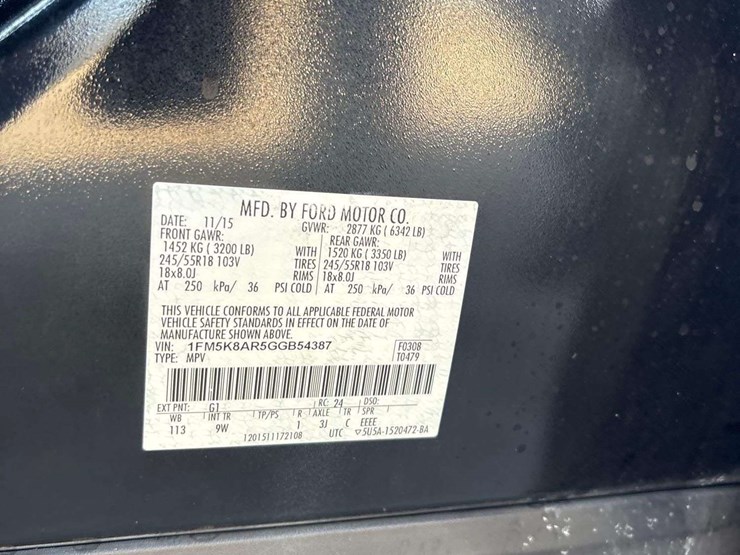 MFD. BY FORD MOTOR CO.
DATE: 11/15 GVWR: 2877 KG ( 6342 LB)
FRONT GAWR: REAR GAWR:
1452 KG ( 3200 LB) WITH 1520 KG ( 3350 LB) WITH
245/55R18 103V TIRES 245/55R18 103V TIRES
18x8.0J RIMS 18x8.0J RIMS
AT 250 kPa/ 36 PSI COLD AT 250 kPa/ 36 PSI COLD
THIS VEHICLE CONFORMS TO ALL APPLICABLE FEDERAL MOTOR
VEHICLE SAFETY STANDARDS IN EFFECT ON THE DATE OF
MANUFACTURE SHOWN ABOVE.
VIN: 1FM5K8AR5GGB54387 F0308
TYPE: MPV T0479
EXT PNT: G1 RC: 24 DSO:
WB INT TR TP/PS R AXLE TR SPR
113 9W 1 3J C EEEE
1201511172108 UTC ▽5U5A-1520472-BA